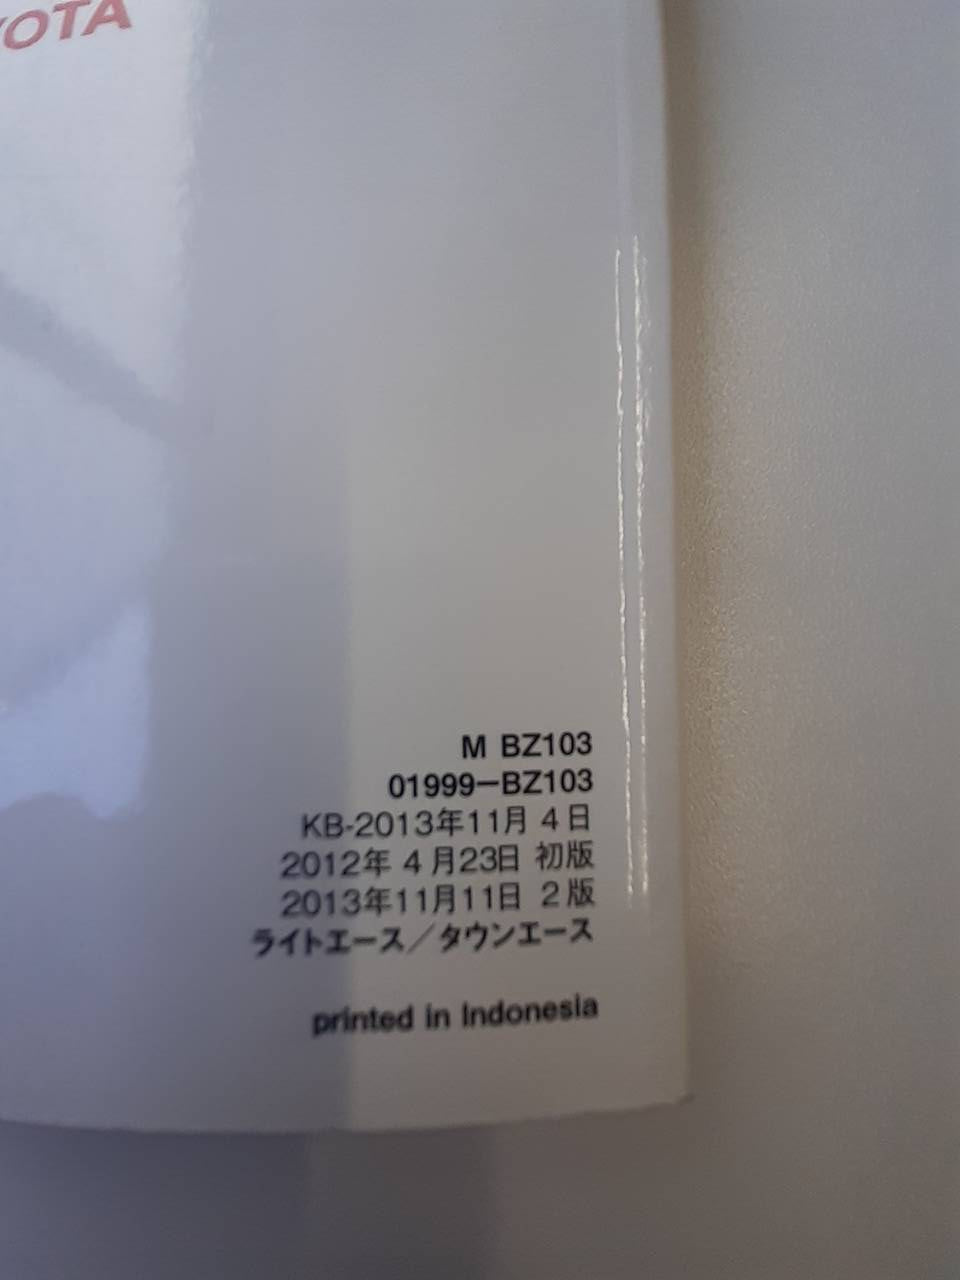 YOTA
M BZ103
01999-BZ103
KB-2013年11月 4日
2012年 4月23日 初版
2013年11月11日 2版
ライトエース／タウンエース
printed in Indonesia